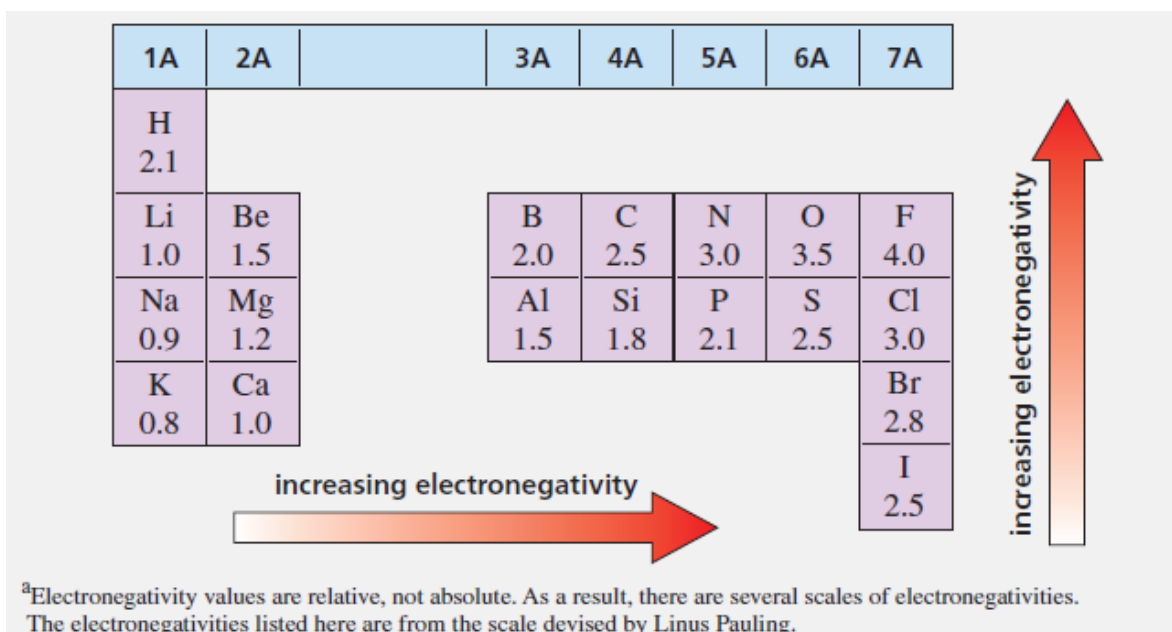 1A 2A 3A 4A 5A 6A 7A
H
2.1
Li Be B C N O F
1.0 1.5 2.0 2.5 3.0 3.5 4.0
Na Mg Al Si P S Cl
0.9 1.2 1.5 1.8 2.1 2.5 3.0
K Ca Br
0.8 1.0 2.8
I
2.5
increasing electronegativity
increasing electronegativity
aElectronegativity values are relative, not absolute. As a result, there are several scales of electronegativities.
The electronegativities listed here are from the scale devised by Linus Pauling.